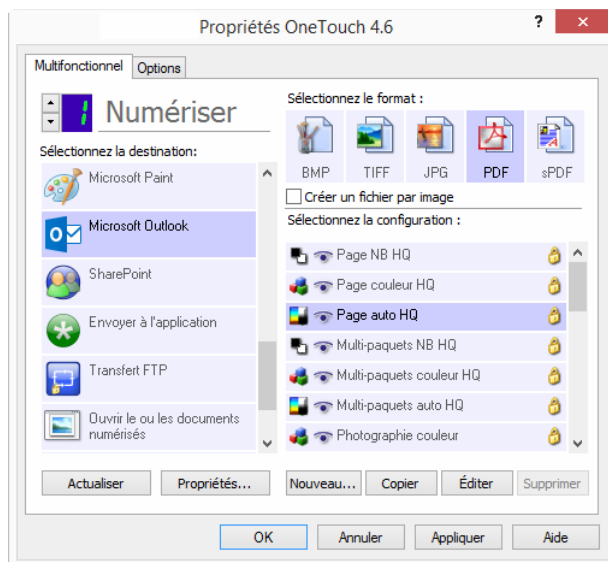 Propriétés OneTouch 4.6
?
Multifonctionnel
Options
1 Numériser
Sélectionnez la destination:
Microsoft Paint
Microsoft Outlook
SharePoint
Envoyer à l'application
Transfert FTP
Ouvrir le ou les documents
numérisés
Actualiser
Propriétés...
Sélectionnez le format :
BMP
TIFF
JPG
PDF
sPDF
Créer un fichier par image
Sélectionnez la configuration :
Page NB HQ
Page couleur HQ
Page auto HQ
Multi-paquets NB HQ
Multi-paquets couleur HQ
Multi-paquets auto HQ
Photographie couleur
Nouveau...
Copier
Éditer
Supprimer
OK
Annuler
Appliquer
Aide